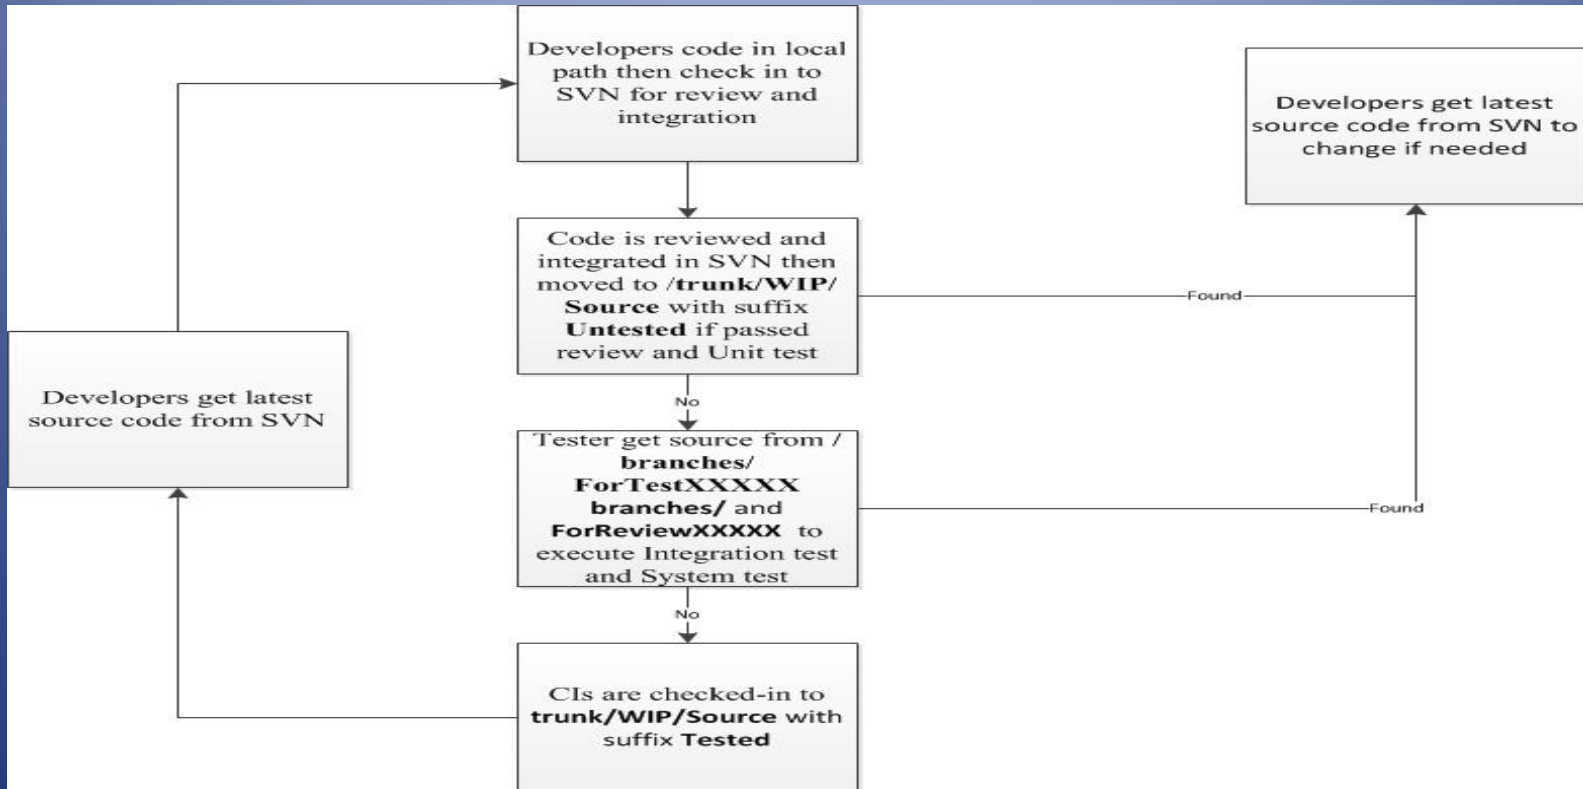 Developers code in local
path then check in to
SVN for review and
integration
Developers get latest
source code from SVN to
change if needed
Code is reviewed and
integrated in SVN then
moved to /trunk/WIP/
Source with suffix
Untested if passed
review and Unit test
Found
Developers get latest
source code from SVN
No
Tester get source from /
branches/
ForTestXXXXX
branches/ and
ForReviewXXXXX to
execute Integration test
and System test
Found
No
CIs are checked-in to
trunk/WIP/Source with
suffix Tested